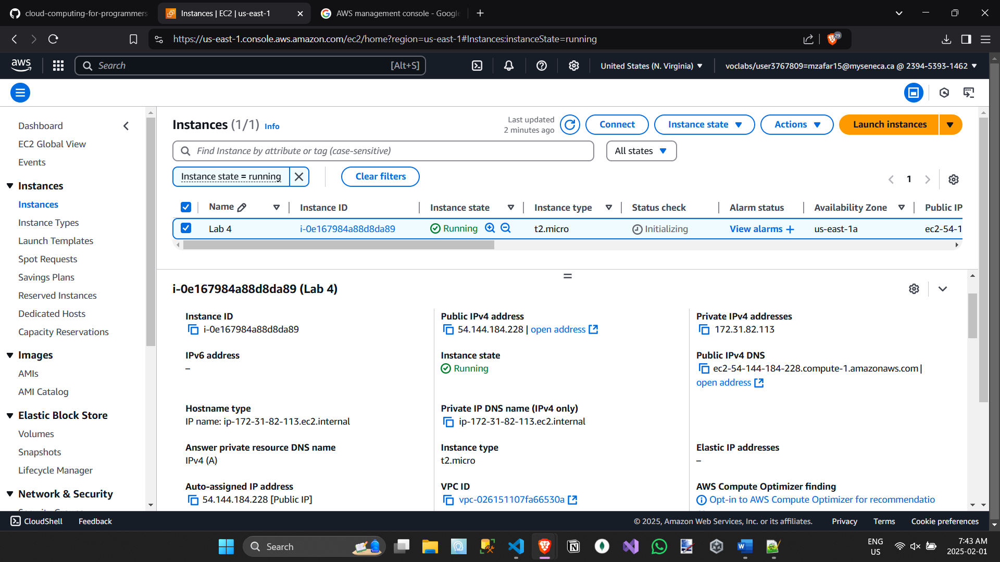 cloud-computing-for-programmers
Instances | EC2 | us-east-1
AWS management console - Google
https://us-east-1.console.aws.amazon.com/ec2/home?region=us-east-1#Instances:instanceState=running
29
aws
Search
[Alt+S]
United States (N. Virginia)
voclabs/user3767809=mzafar15@myseneca.ca @ 2394-5393-1462
Dashboard
EC2 Global View
Events
Instances
Instances
Instance Types
Launch Templates
Spot Requests
Savings Plans
Reserved Instances
Dedicated Hosts
Capacity Reservations
Images
AMIs
AMI Catalog
Elastic Block Store
Volumes
Snapshots
Lifecycle Manager
Network & Security
Instances (1/1) Info
Last updated
2 minutes ago
Connect
Instance state
Actions
Launch instances
Find Instance by attribute or tag (case-sensitive)
All states
Instance state = running
Clear filters
1
Name Instance ID Instance state Instance type Status check Alarm status Availability Zone Public IP
Lab 4 i-0e167984a88d8da89 Running t2.micro Initializing View alarms + us-east-1a ec2-54-1
i-0e167984a88d8da89 (Lab 4)
Instance ID
i-0e167984a88d8da89
Public IPv4 address
54.144.184.228 | open address
Private IPv4 addresses
172.31.82.113
IPv6 address
–
Instance state
Running
Public IPv4 DNS
ec2-54-144-184-228.compute-1.amazonaws.com |
open address
Hostname type
IP name: ip-172-31-82-113.ec2.internal
Private IP DNS name (IPv4 only)
ip-172-31-82-113.ec2.internal
Answer private resource DNS name
IPv4 (A)
Instance type
t2.micro
Elastic IP addresses
–
Auto-assigned IP address
54.144.184.228 [Public IP]
VPC ID
vpc-026151107fa66530a
AWS Compute Optimizer finding
Opt-in to AWS Compute Optimizer for recommendatio
CloudShell
Feedback
© 2025, Amazon Web Services, Inc. or its affiliates.
Privacy
Terms
Cookie preferences
Search
ENG
US
7:43 AM
2025-02-01